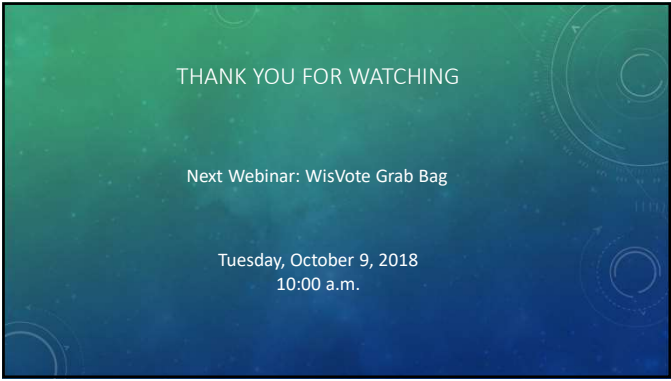 THANK YOU FOR WATCHING
Next Webinar: WisVote Grab Bag
Tuesday, October 9, 2018
10:00 a.m.